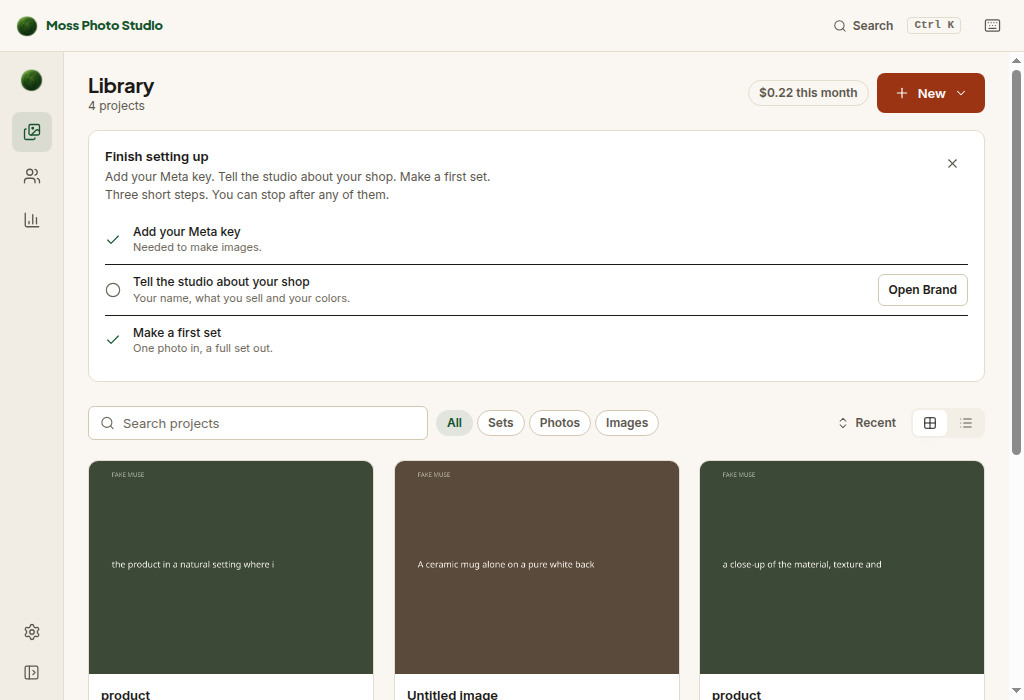 Moss Photo Studio
Search Ctrl K
Library
4 projects
$0.22 this month
New
Finish setting up
Add your Meta key. Tell the studio about your shop. Make a first set.
Three short steps. You can stop after any of them.
Add your Meta key
Needed to make images.
Tell the studio about your shop
Your name, what you sell and your colors.
Open Brand
Make a first set
One photo in, a full set out.
Search projects
All Sets Photos Images
Recent
FAKE MUSE
the product in a natural setting where i
product
FAKE MUSE
A ceramic mug alone on a pure white back
Untitled image
FAKE MUSE
a close-up of the material, texture and
product